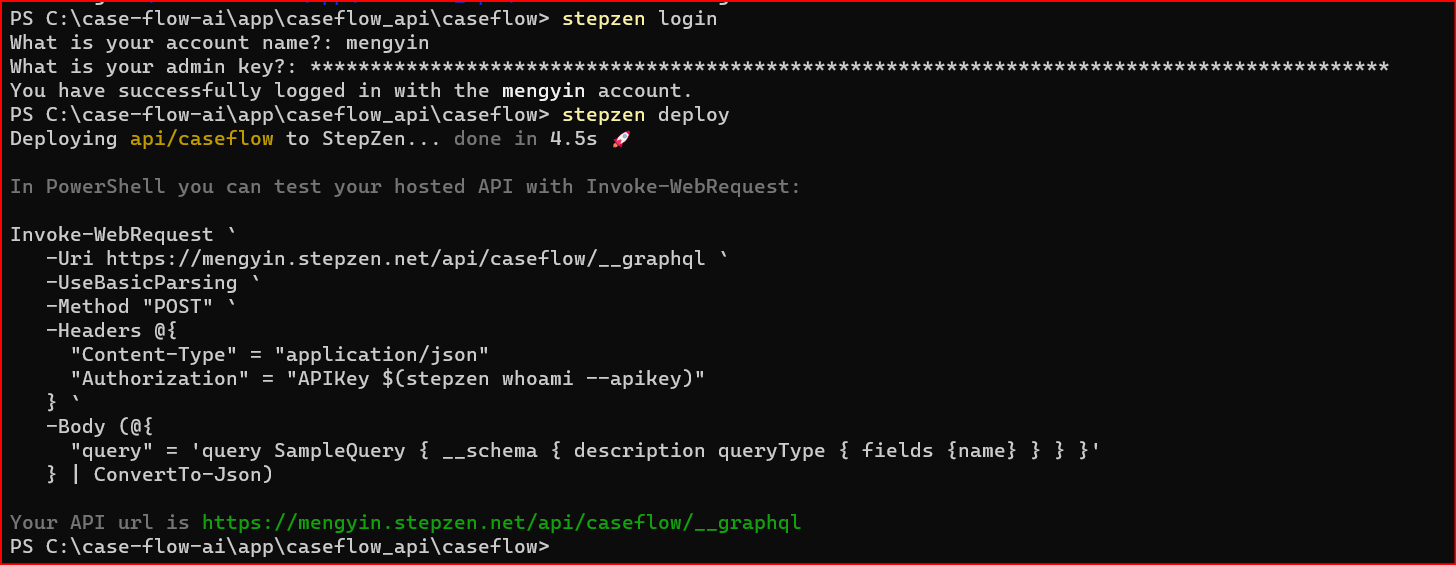 PS C:\case-flow-ai\app\caseflow_api\caseflow> stepzen login
What is your account name?: mengyin
What is your admin key?: ******************************************************************************************
You have successfully logged in with the mengyin account.
PS C:\case-flow-ai\app\caseflow_api\caseflow> stepzen deploy
Deploying api/caseflow to StepZen... done in 4.5s 🚀
In PowerShell you can test your hosted API with Invoke-WebRequest:
Invoke-WebRequest `
   -Uri https://mengyin.stepzen.net/api/caseflow/__graphql `
   -UseBasicParsing `
   -Method "POST" `
   -Headers @{
     "Content-Type" = "application/json"
     "Authorization" = "APIKey $(stepzen whoami --apikey)"
   } `
   -Body (@{
     "query" = 'query SampleQuery { __schema { description queryType { fields {name} } } }'
   } | ConvertTo-Json)
Your API url is https://mengyin.stepzen.net/api/caseflow/__graphql
PS C:\case-flow-ai\app\caseflow_api\caseflow>